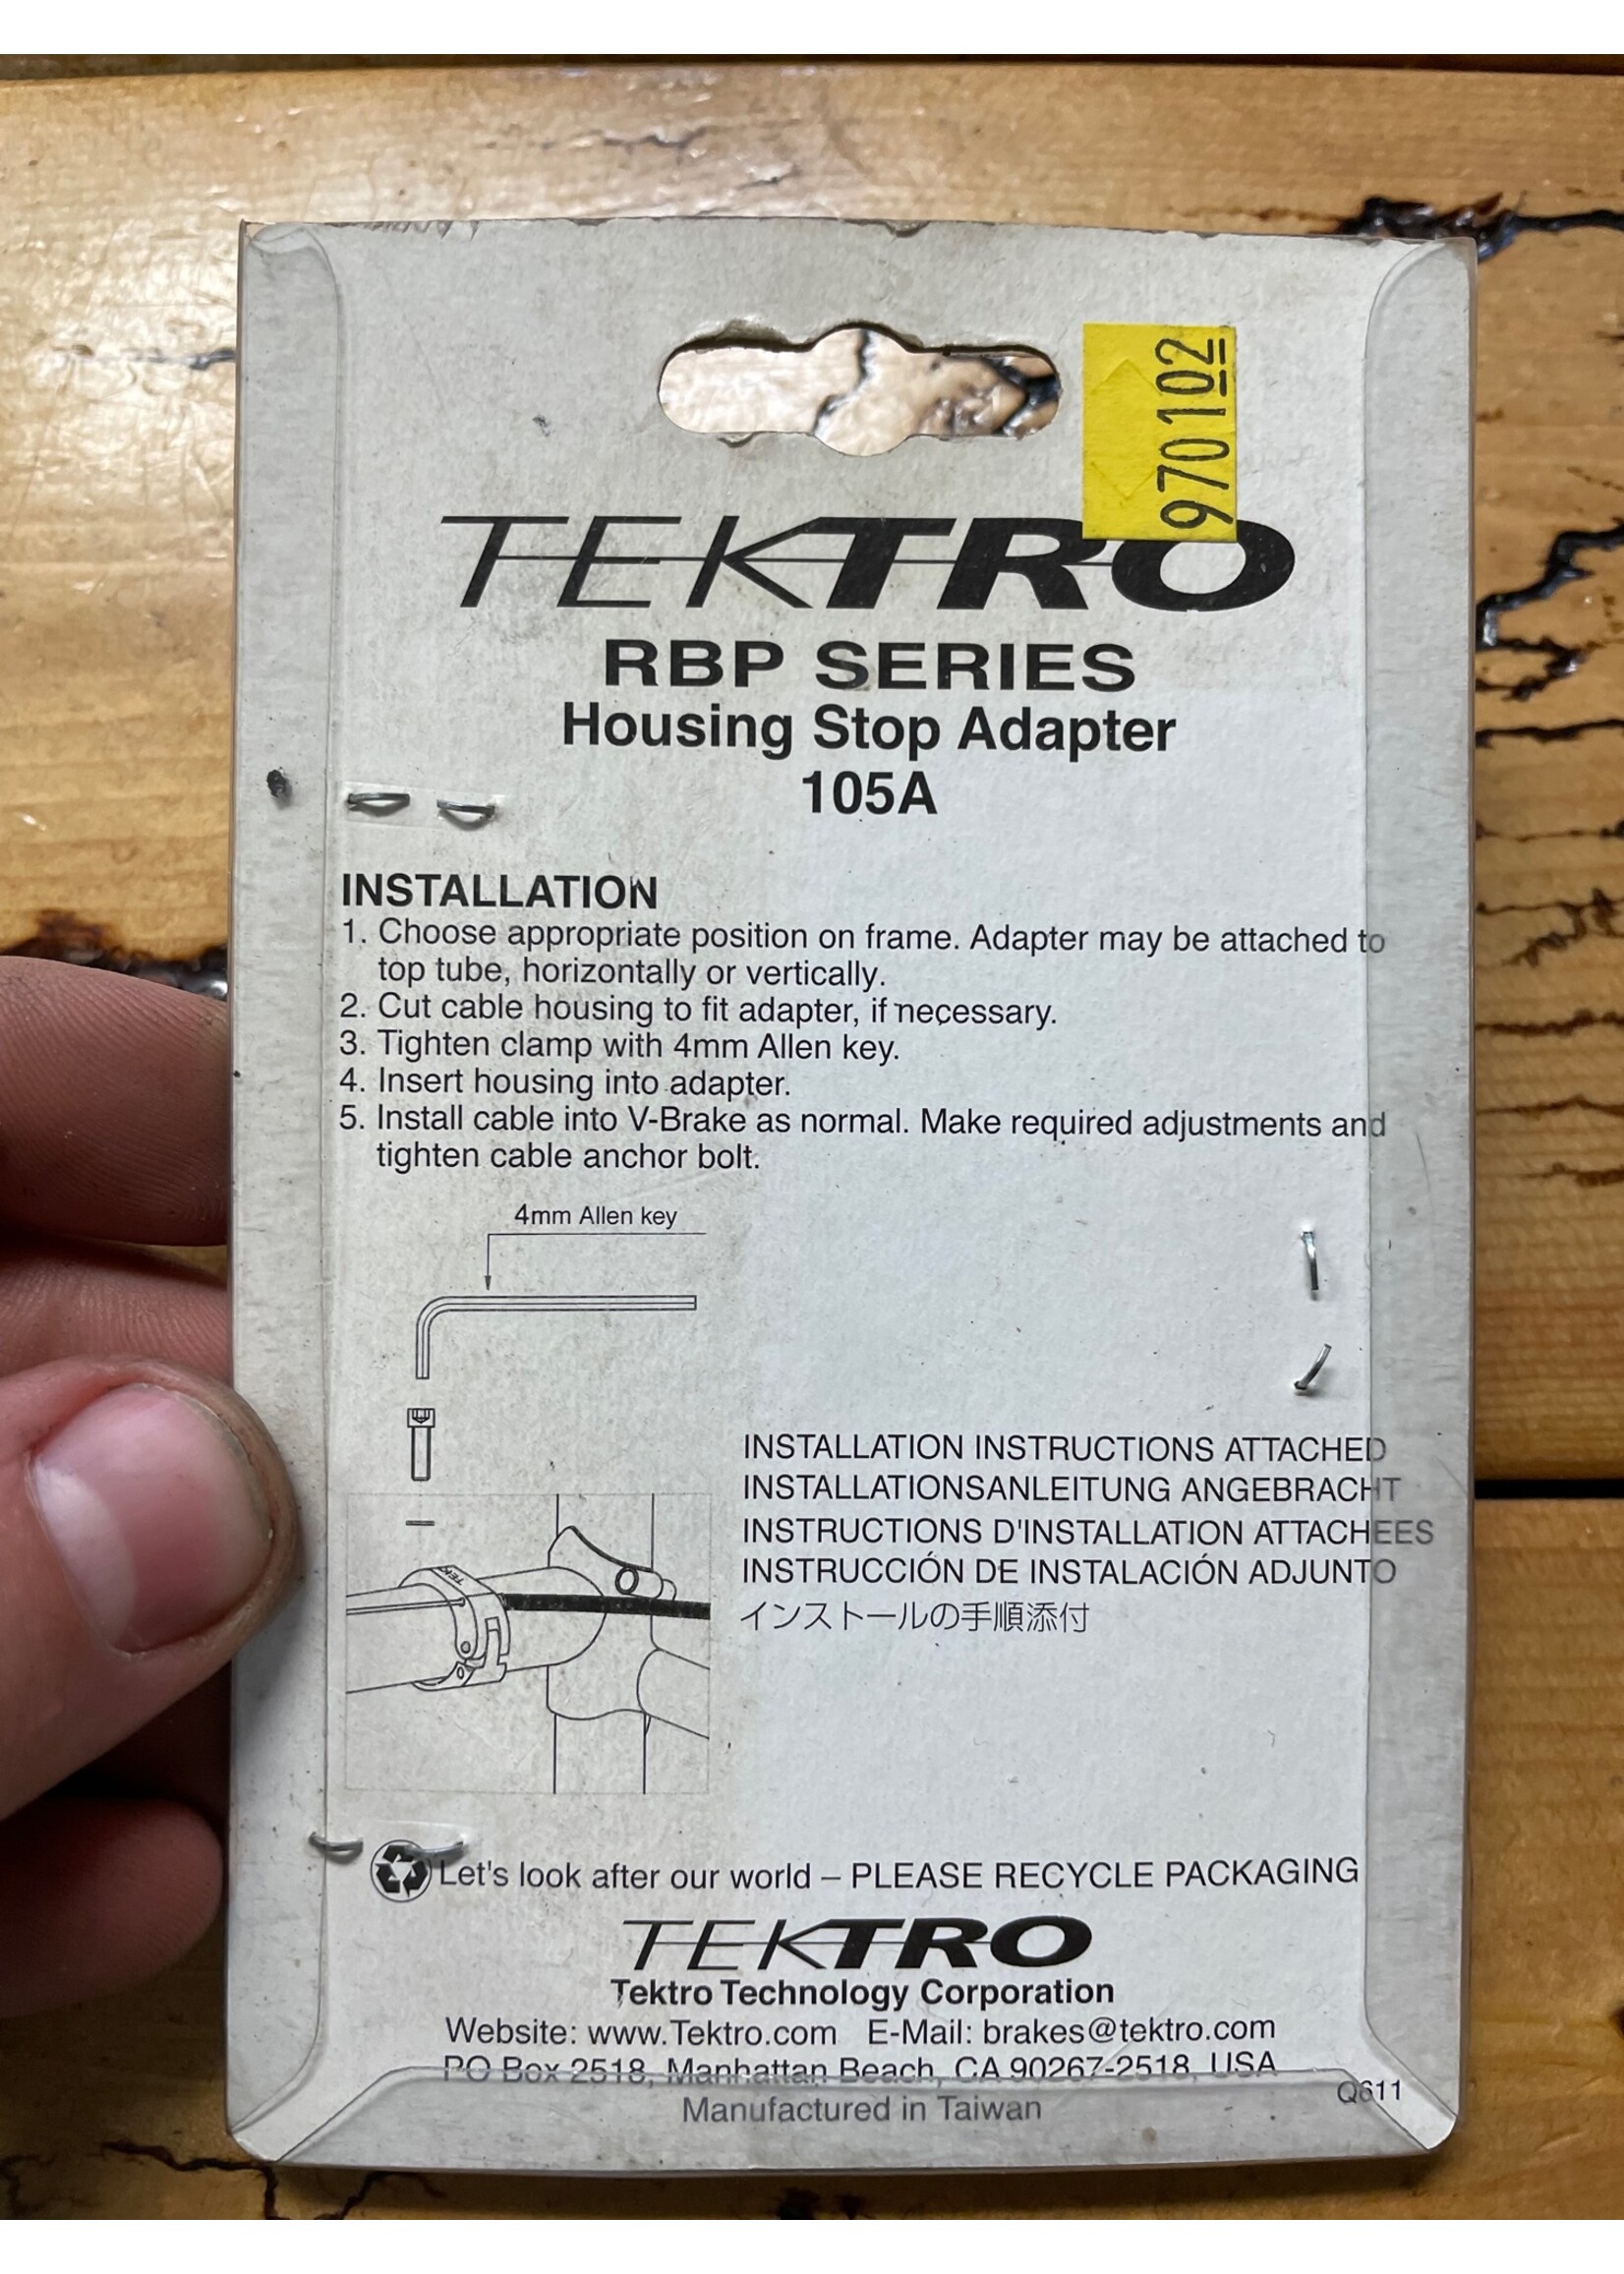 970102
TEKTRO
RBP SERIES
Housing Stop Adapter
105A
INSTALLATION
1. Choose appropriate position on frame. Adapter may be attached to
top tube, horizontally or vertically.
2. Cut cable housing to fit adapter, if necessary.
3. Tighten clamp with 4mm Allen key.
4. Insert housing into adapter.
5. Install cable into V-Brake as normal. Make required adjustments and
tighten cable anchor bolt.
4mm Allen key
INSTALLATION INSTRUCTIONS ATTACHED
INSTALLATIONSANLEITUNG ANGEBRACHT
INSTRUCTIONS D'INSTALLATION ATTACHEES
INSTRUCCIÓN DE INSTALACIÓN ADJUNTO
インストールの手順添付
Let's look after our world – PLEASE RECYCLE PACKAGING
TEKTRO
Tektro Technology Corporation
Website: www.Tektro.com E-Mail: brakes@tektro.com
PO Box 2518, Manhattan Beach, CA 90267-2518, USA
Q611
Manufactured in Taiwan